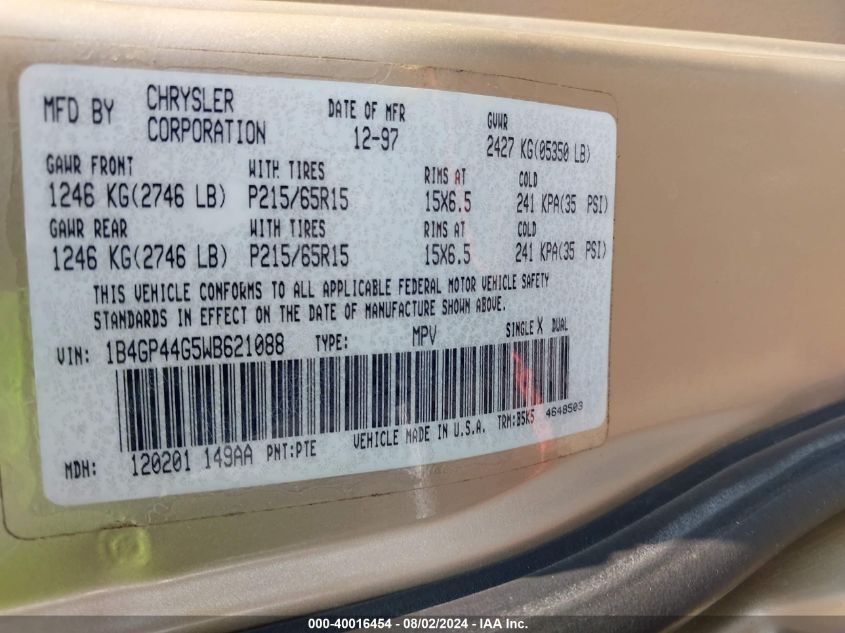 MFD BY CHRYSLER CORPORATION DATE OF MFR 12-97 GVWR 2427 KG(05350 LB)
GAWR FRONT WITH TIRES RIMS AT COLD
1246 KG(2746 LB) P215/65R15 15X6.5 241 KPA(35 PSI)
GAWR REAR WITH TIRES RIMS AT COLD
1246 KG(2746 LB) P215/65R15 15X6.5 241 KPA(35 PSI)
THIS VEHICLE CONFORMS TO ALL APPLICABLE FEDERAL MOTOR VEHICLE SAFETY
STANDARDS IN EFFECT ON THE DATE OF MANUFACTURE SHOWN ABOVE.
VIN: 1B4GP44G5WB621088 TYPE: MPV SINGLE X DUAL
MDH: 120201 149AA PNT:PTE VEHICLE MADE IN U.S.A. TRM:B5K5 4648503
000-40016454 - 08/02/2024 - IAA Inc.